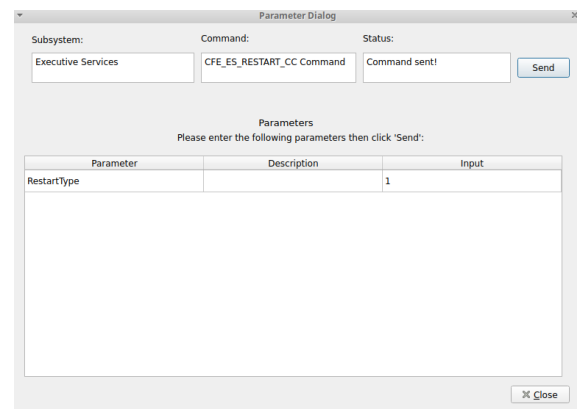 Parameter Dialog
Subsystem:
Command:
Status:
Executive Services
CFE_ES_RESTART_CC Command
Command sent!
Send
Parameters
Please enter the following parameters then click 'Send':
Parameter
Description
Input
RestartType
1
Close